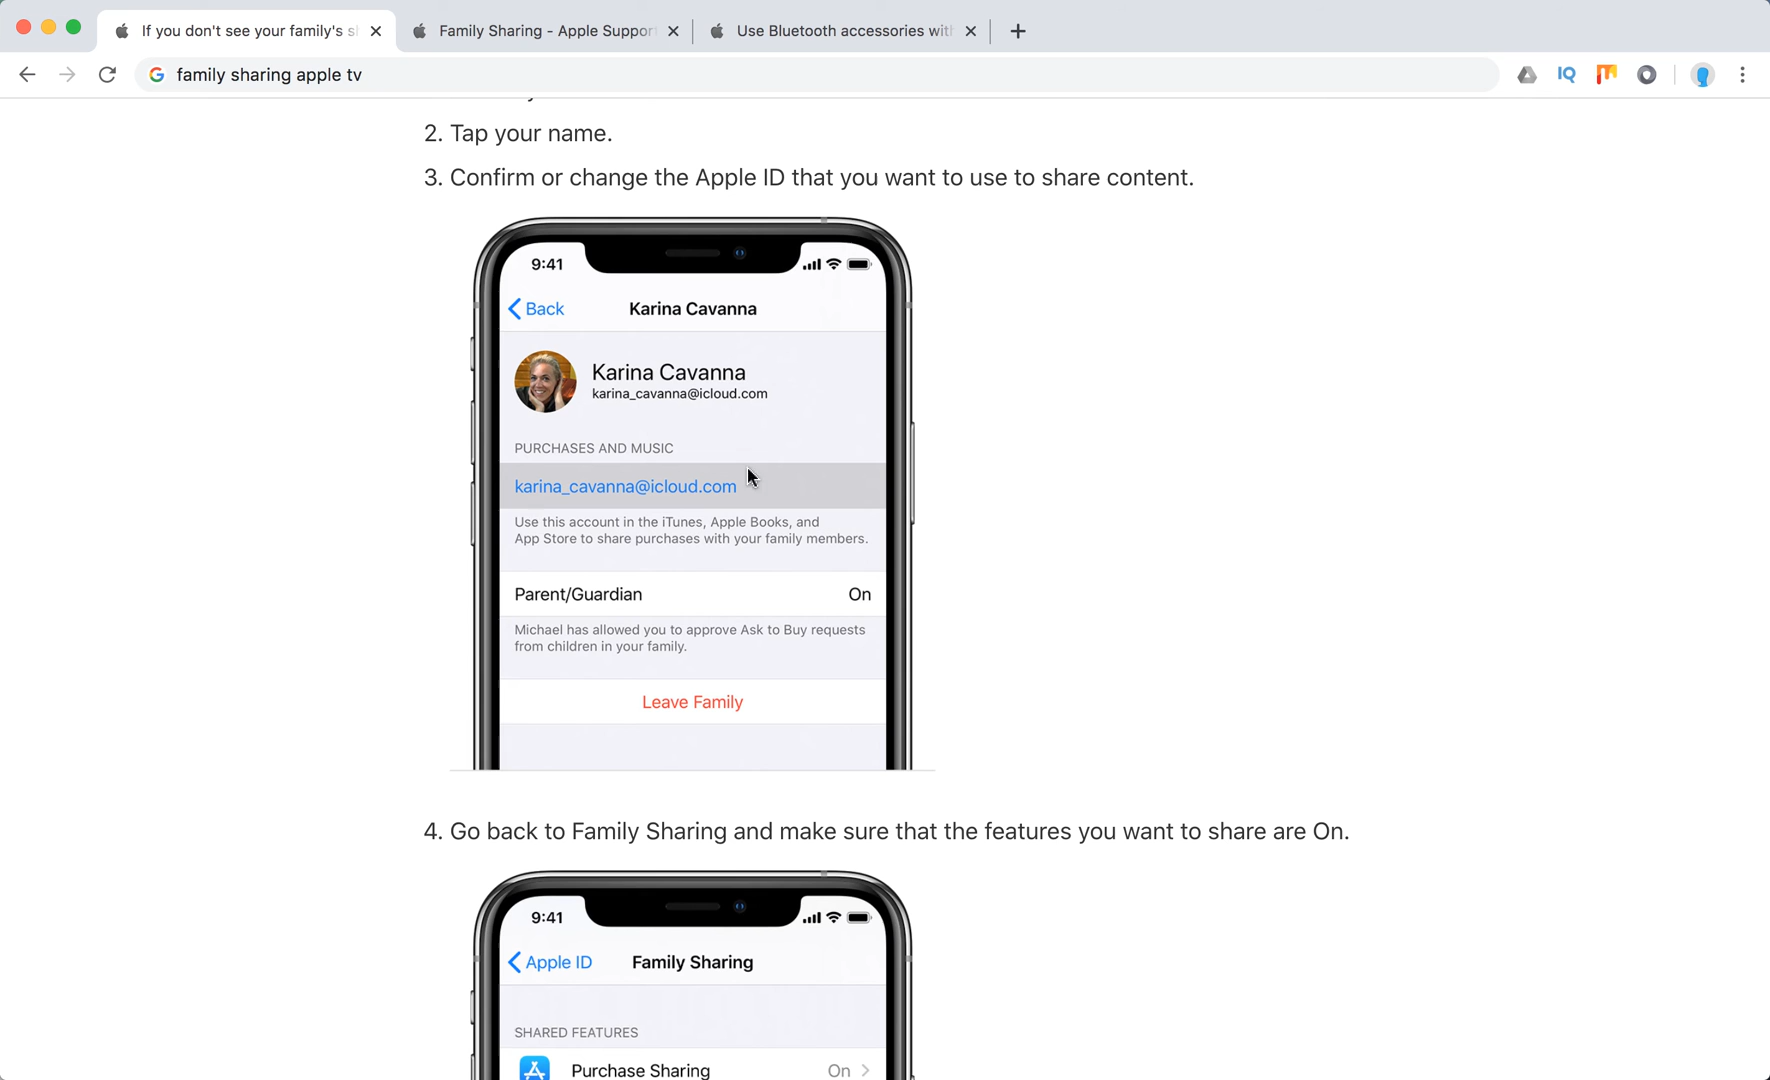 If you don't see your family's s
Family Sharing - Apple Suppor
Use Bluetooth accessories wit
family sharing apple tv
IQ
2. Tap your name.
3. Confirm or change the Apple ID that you want to use to share content.
9:41
Back
Karina Cavanna
Karina Cavanna
karina_cavanna@icloud.com
PURCHASES AND MUSIC
karina_cavanna@icloud.com
Use this account in the iTunes, Apple Books, and
App Store to share purchases with your family members.
Parent/Guardian On
Michael has allowed you to approve Ask to Buy requests
from children in your family.
Leave Family
4. Go back to Family Sharing and make sure that the features you want to share are On.
9:41
Apple ID
Family Sharing
SHARED FEATURES
Purchase Sharing On